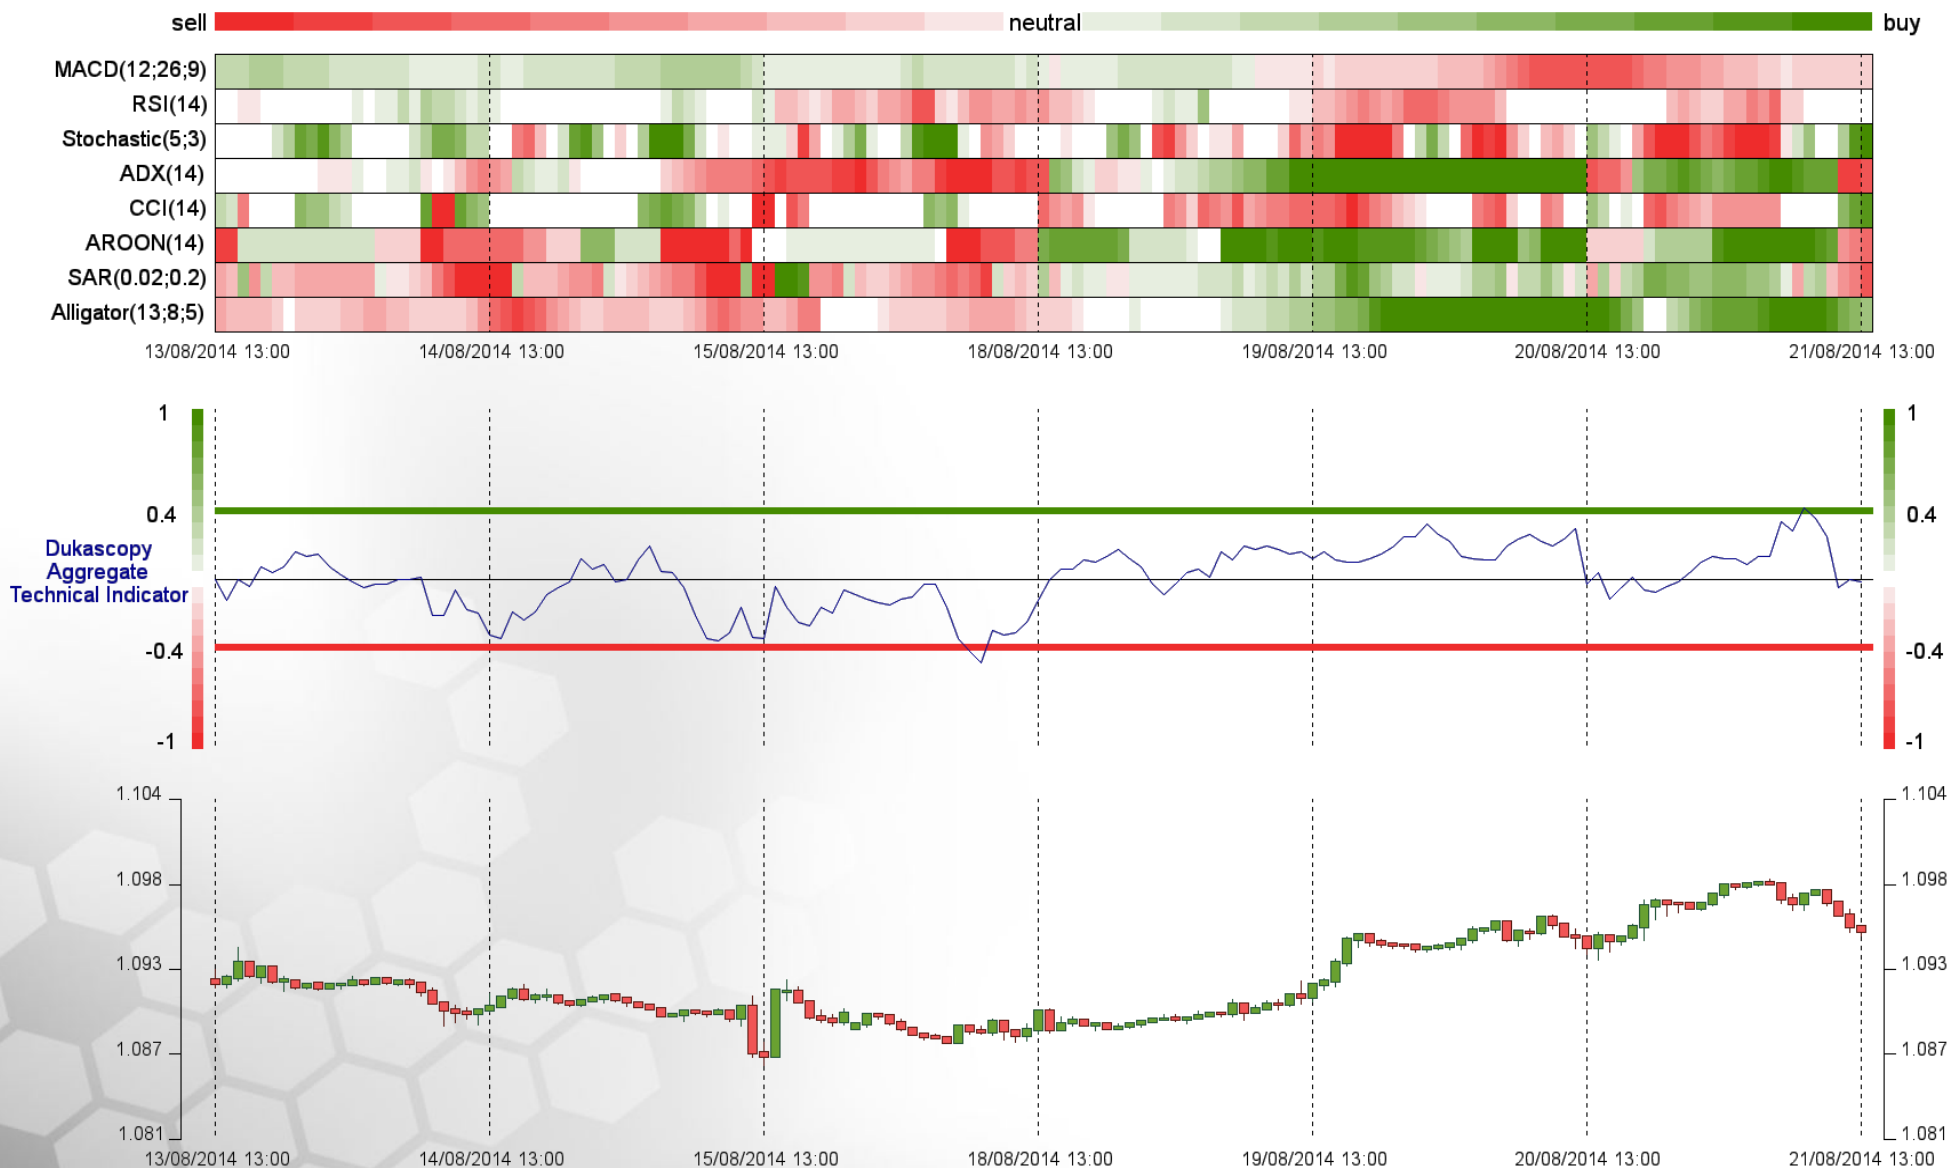 sell neutral buy
MACD(12;26;9)
RSI(14)
Stochastic(5;3)
ADX(14)
CCI(14)
AROON(14)
SAR(0.02;0.2)
Alligator(13;8;5)
13/08/2014 13:00 14/08/2014 13:00 15/08/2014 13:00 18/08/2014 13:00 19/08/2014 13:00 20/08/2014 13:00 21/08/2014 13:00
1 1
0.4 0.4
Dukascopy
Aggregate
Technical Indicator
-0.4 -0.4
-1 -1
1.104 1.104
1.098 1.098
1.093 1.093
1.087 1.087
1.081 1.081
13/08/2014 13:00 14/08/2014 13:00 15/08/2014 13:00 18/08/2014 13:00 19/08/2014 13:00 20/08/2014 13:00 21/08/2014 13:00